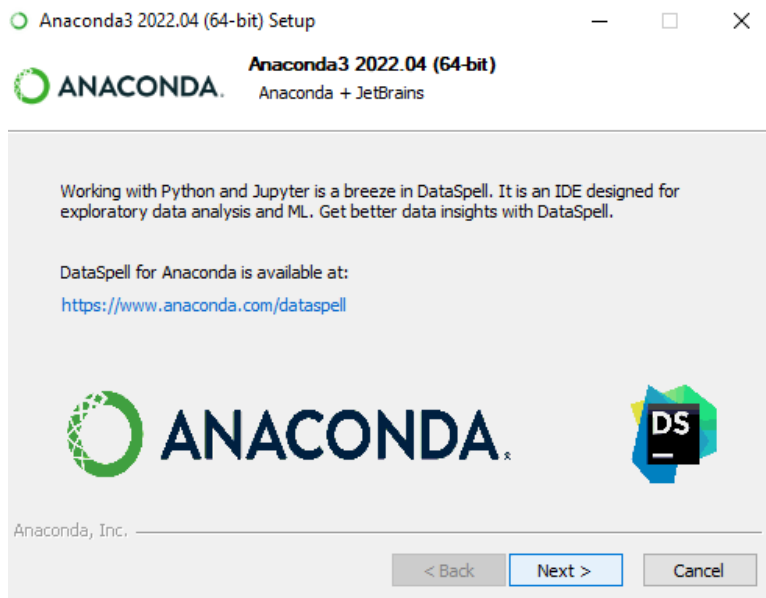 Anaconda3 2022.04 (64-bit) Setup
ANACONDA.
Anaconda3 2022.04 (64-bit)
Anaconda + JetBrains
Working with Python and Jupyter is a breeze in DataSpell. It is an IDE designed for
exploratory data analysis and ML. Get better data insights with DataSpell.
DataSpell for Anaconda is available at:
https://www.anaconda.com/dataspell
ANACONDA.
DS
Anaconda, Inc.
< Back
Next >
Cancel